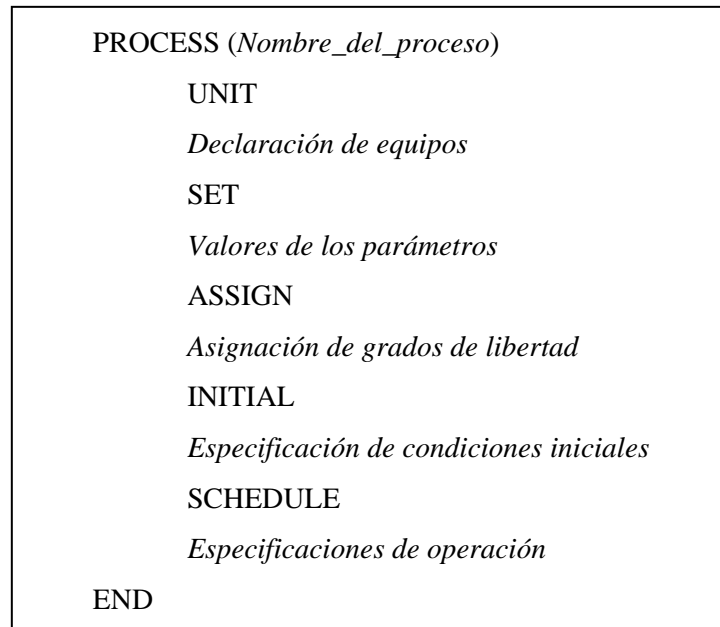 PROCESS (Nombre_del_proceso)
UNIT
Declaración de equipos
SET
Valores de los parámetros
ASSIGN
Asignación de grados de libertad
INITIAL
Especificación de condiciones iniciales
SCHEDULE
Especificaciones de operación
END